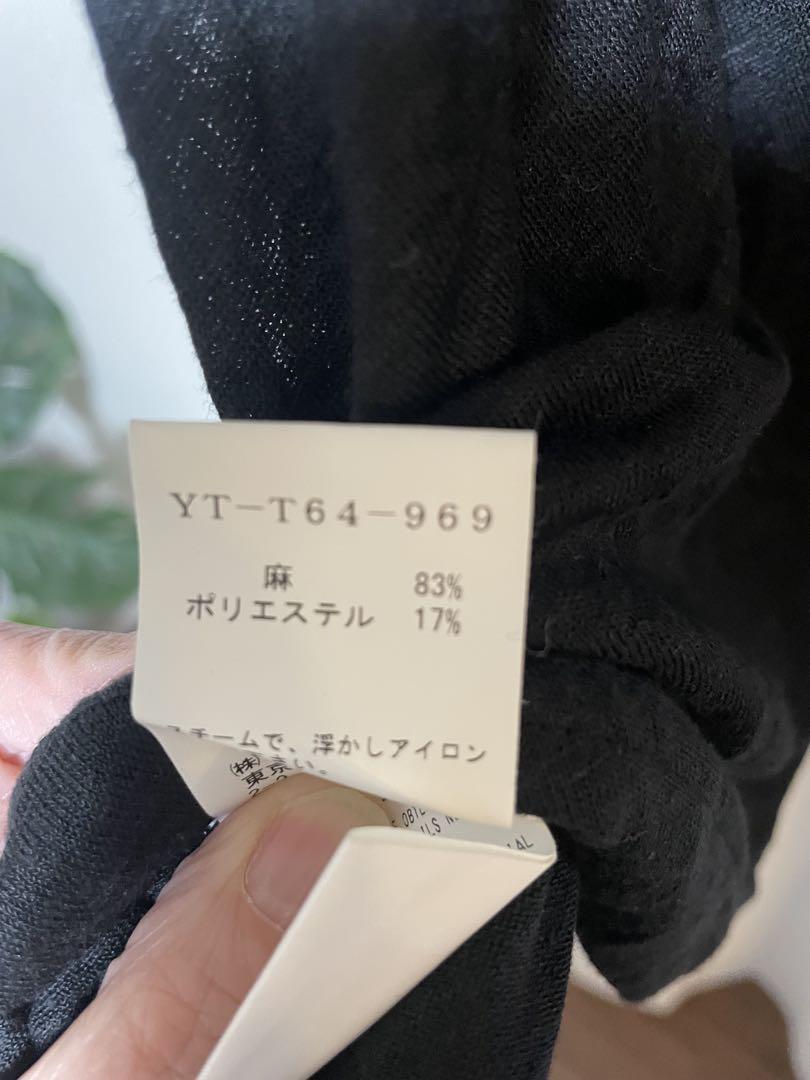 YT-T64-969
麻 83%
ポリエステル 17%
スチームで、浮かしアイロン
(株)
東京